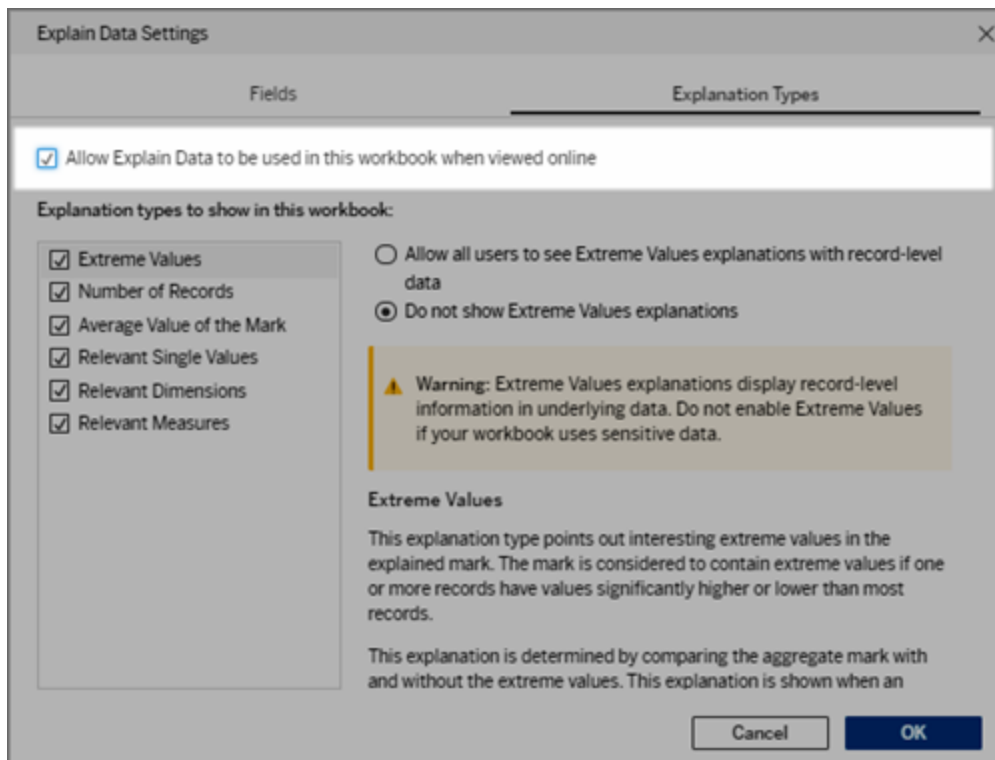 Explain Data Settings
Fields
Explanation Types
Allow Explain Data to be used in this workbook when viewed online
Explanation types to show in this workbook:
Extreme Values
Number of Records
Average Value of the Mark
Relevant Single Values
Relevant Dimensions
Relevant Measures
Allow all users to see Extreme Values explanations with record-level
data
Do not show Extreme Values explanations
Warning: Extreme Values explanations display record-level
information in underlying data. Do not enable Extreme Values
if your workbook uses sensitive data.
Extreme Values
This explanation type points out interesting extreme values in the
explained mark. The mark is considered to contain extreme values if one
or more records have values significantly higher or lower than most
records.
This explanation is determined by comparing the aggregate mark with
and without the extreme values. This explanation is shown when an
Cancel
OK